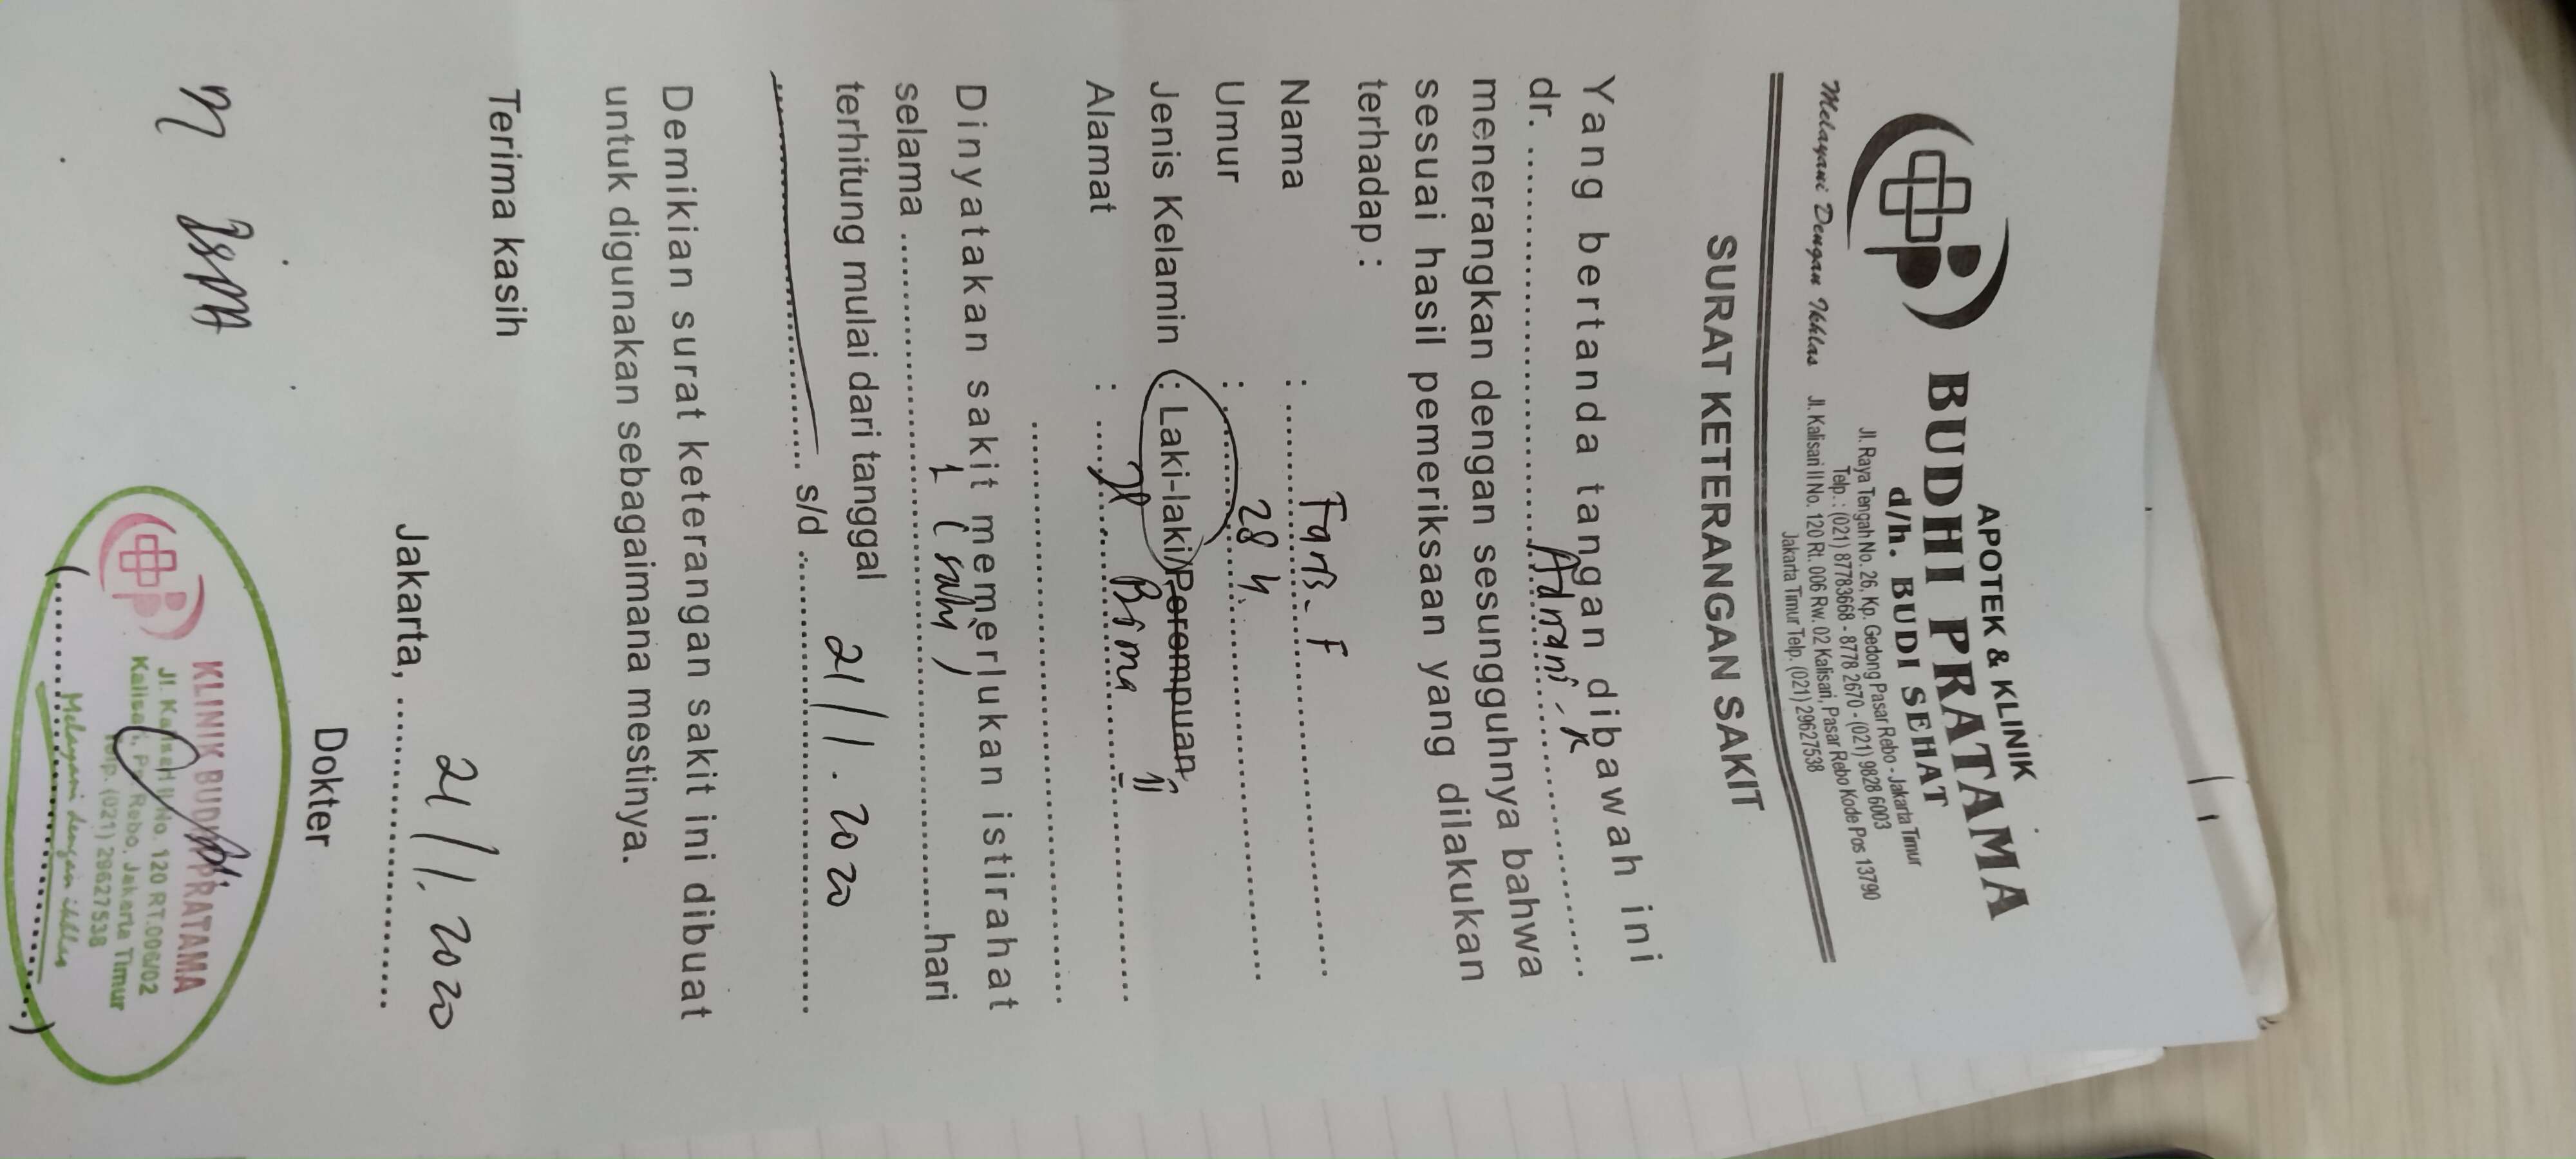 APOTEK & KLINIK
BUDHI PRATAMA
d/h. BUDI SEHAT
Jl. Raya Tengah No. 26, Kp. Gedong Pasar Rebo - Jakarta Timur
Telp. : (021) 87783668 - 8778 2670 - (021) 9828 6003
Melayani Dengan Ikhlas Jl. Kalisari II No. 120 Rt. 006 Rw. 02 Kalisari, Pasar Rebo Kode Pos 13790
Jakarta Timur Telp. (021) 29627538
SURAT KETERANGAN SAKIT
Yang bertanda tangan dibawah ini
dr. .......... Adnani. K ..........
menerangkan dengan sesungguhnya bahwa
sesuai hasil pemeriksaan yang dilakukan
terhadap :
Nama : .......... F ..........
Umur : .......... 28 ..........
Jenis Kelamin : Laki-laki/Perempuan
Alamat : .... Jl. Bima II ....
Dinyatakan sakit memerlukan istirahat
selama .......... 1 (satu) .......... hari
terhitung mulai dari tanggal
.......... s/d .......... 21/1.2020
Demikian surat keterangan sakit ini dibuat
untuk digunakan sebagaimana mestinya.
Terima kasih
Jakarta, .......... 21/1.2020
Dokter
KLINIK BUDHI PRATAMA
Jl. Kalisari II No. 120 RT.006/02
Kalisari, Ps. Rebo, Jakarta Timur
Telp. (021) 29627538
Melayani dengan ikhlas
(....................)